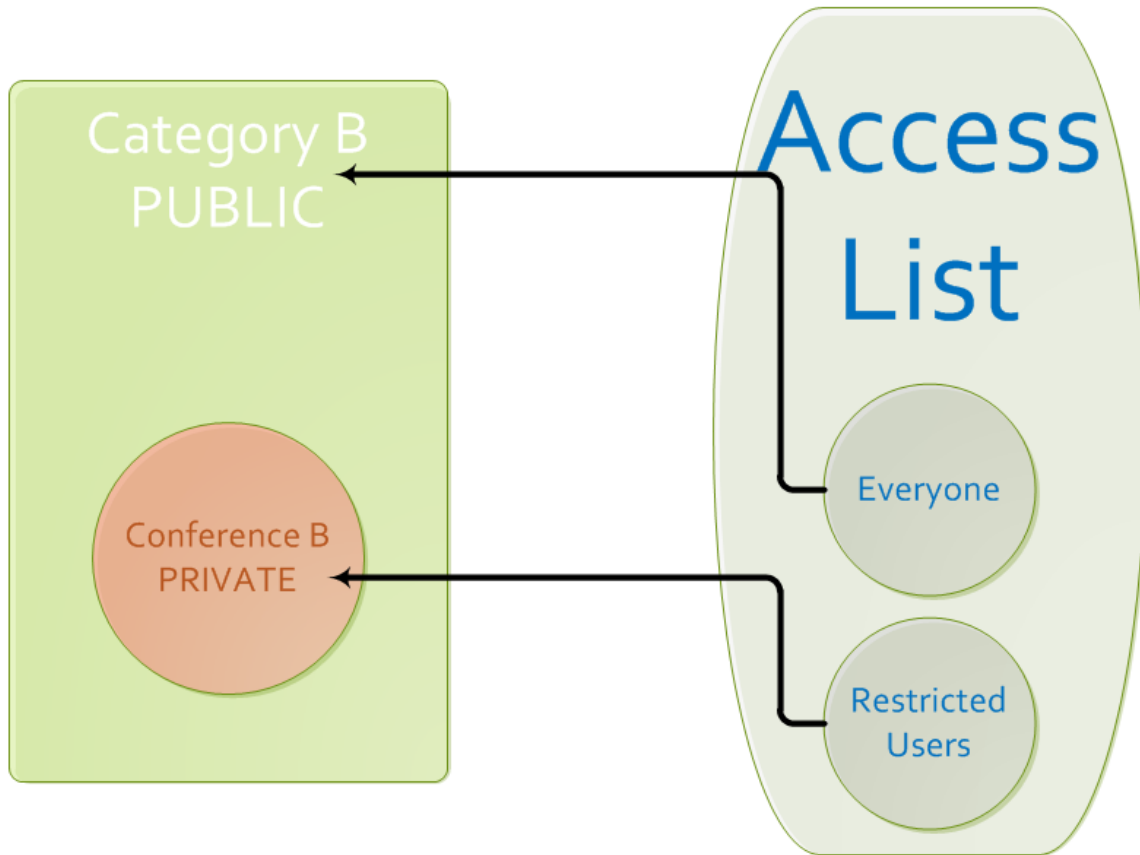 Category B
PUBLIC
Conference B
PRIVATE
Access
List
Everyone
Restricted
Users